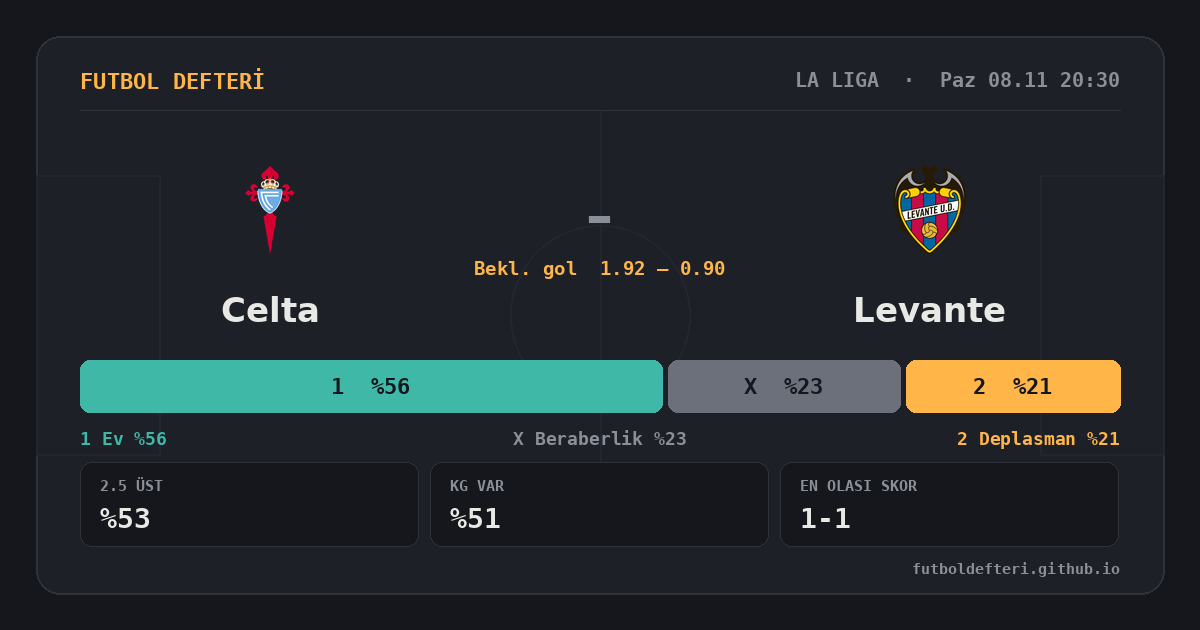 FUTBOL DEFTERİ
LA LIGA · Paz 08.11 20:30
LEVANTE U.D.
–
Bekl. gol 1.92 – 0.90
Celta
Levante
1 %56
X %23
2 %21
1 Ev %56
X Beraberlik %23
2 Deplasman %21
2.5 ÜST
KG VAR
EN OLASI SKOR
%53
%51
1-1
futboldefteri.github.io